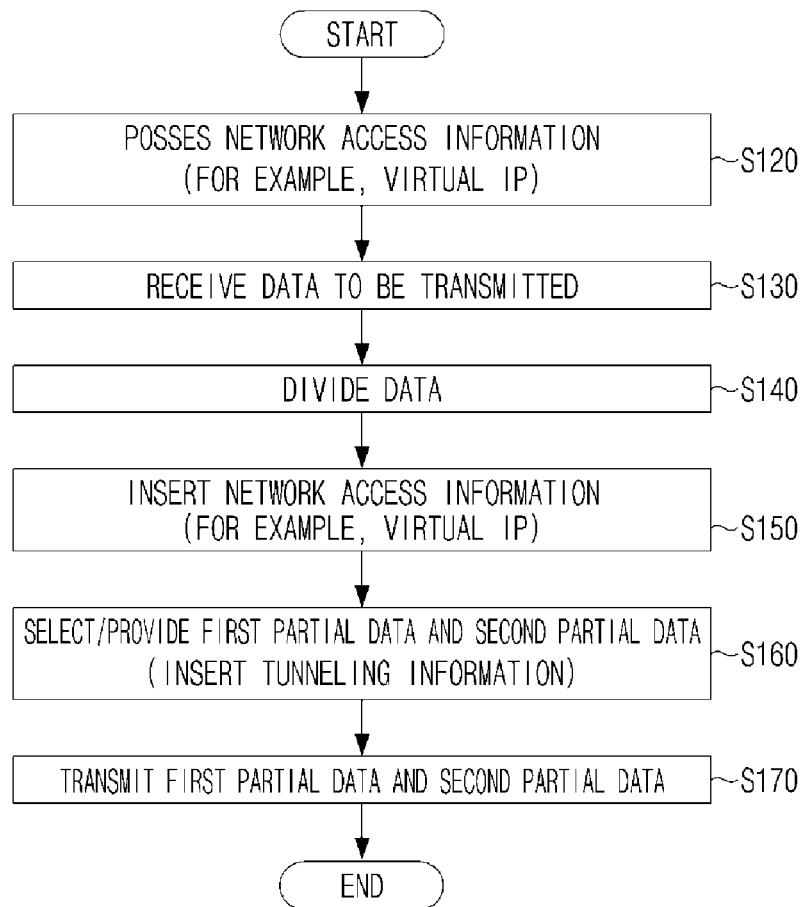 START
POSSES NETWORK ACCESS INFORMATION
(FOR EXAMPLE, VIRTUAL IP)
S120
RECEIVE DATA TO BE TRANSMITTED
S130
DIVIDE DATA
S140
INSERT NETWORK ACCESS INFORMATION
(FOR EXAMPLE, VIRTUAL IP)
S150
SELECT/PROVIDE FIRST PARTIAL DATA AND SECOND PARTIAL DATA
(INSERT TUNNELING INFORMATION)
S160
TRANSMIT FIRST PARTIAL DATA AND SECOND PARTIAL DATA
S170
END